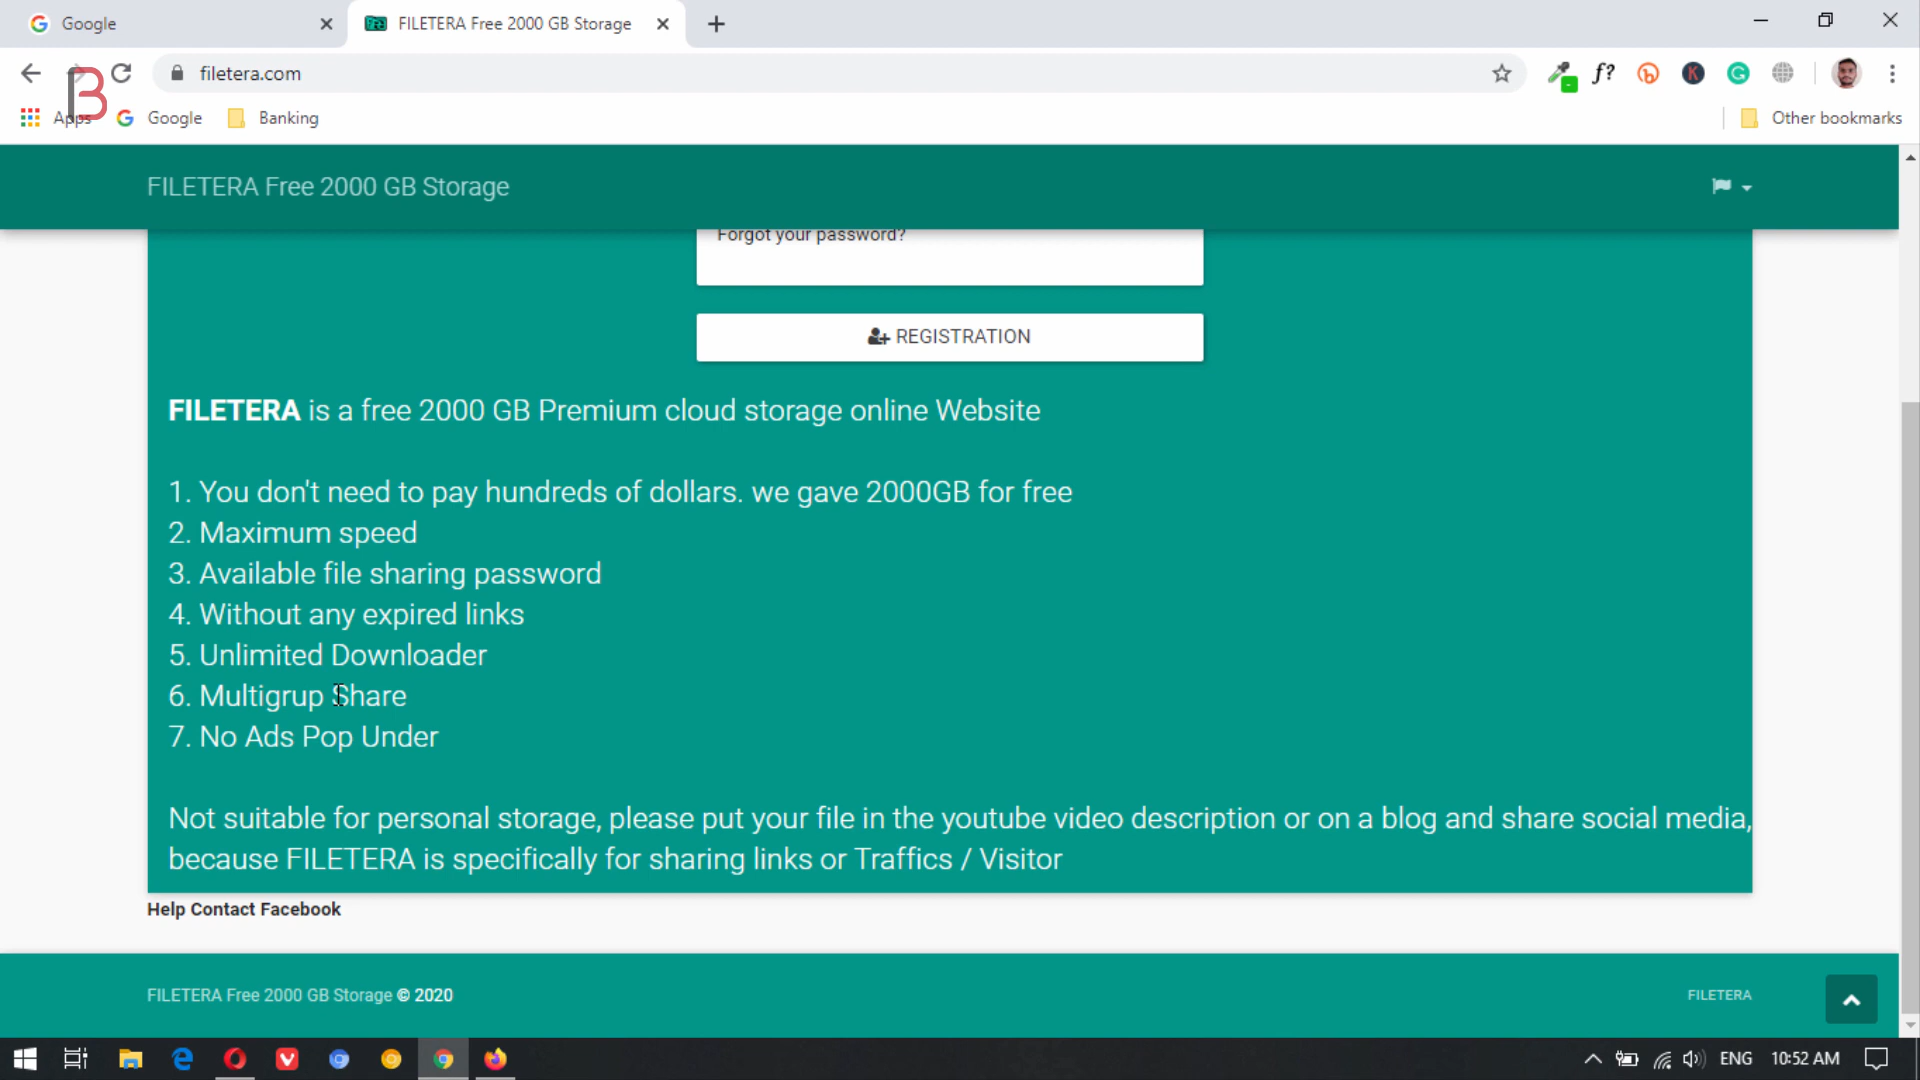 Google
FILETERA Free 2000 GB Storage
filetera.com
f?
Apps
Google
Banking
Other bookmarks
FILETERA Free 2000 GB Storage
Forgot your password?
REGISTRATION
FILETERA is a free 2000 GB Premium cloud storage online Website
1. You don't need to pay hundreds of dollars. we gave 2000GB for free
2. Maximum speed
3. Available file sharing password
4. Without any expired links
5. Unlimited Downloader
6. Multigrup Share
7. No Ads Pop Under
Not suitable for personal storage, please put your file in the youtube video description or on a blog and share social media,
because FILETERA is specifically for sharing links or Traffics / Visitor
Help Contact Facebook
FILETERA Free 2000 GB Storage © 2020
FILETERA
ENG
10:52 AM